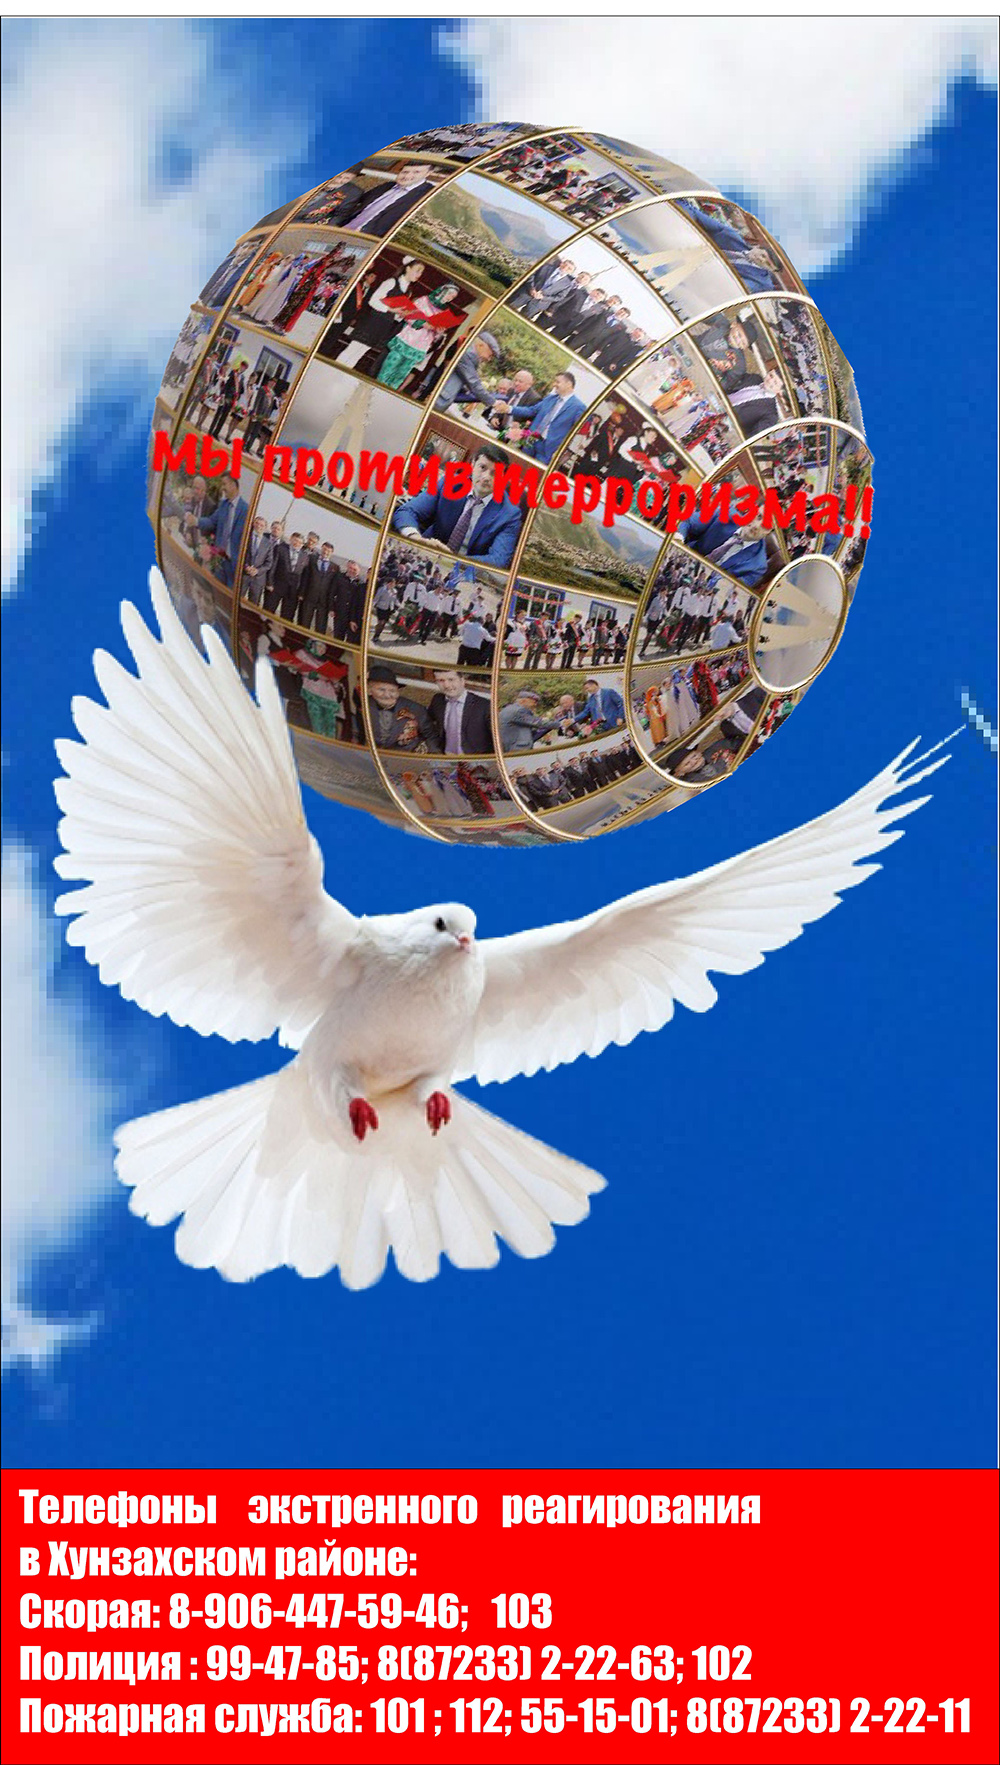 Мы против терроризма!!
Телефоны экстренного реагирования
в Хунзахском районе:
Скорая: 8-906-447-59-46; 103
Полиция : 99-47-85; 8(87233) 2-22-63; 102
Пожарная служба: 101 ; 112; 55-15-01; 8(87233) 2-22-11